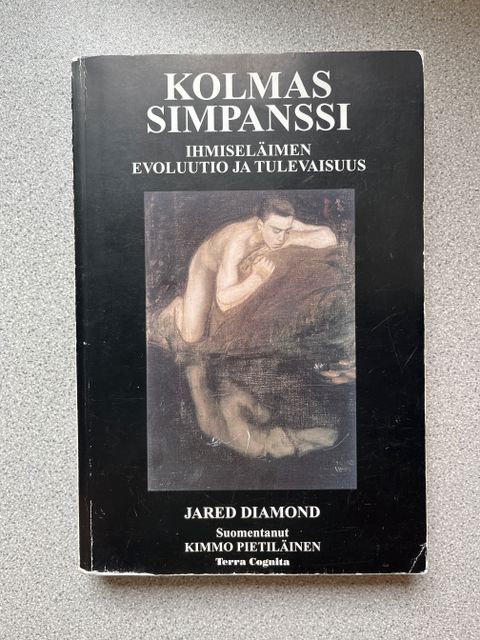 KOLMAS
SIMPANSSI
IHMISELÄIMEN
EVOLUUTIO JA TULEVAISUUS
JARED DIAMOND
Suomentanut
KIMMO PIETILÄINEN
Terra Cognita